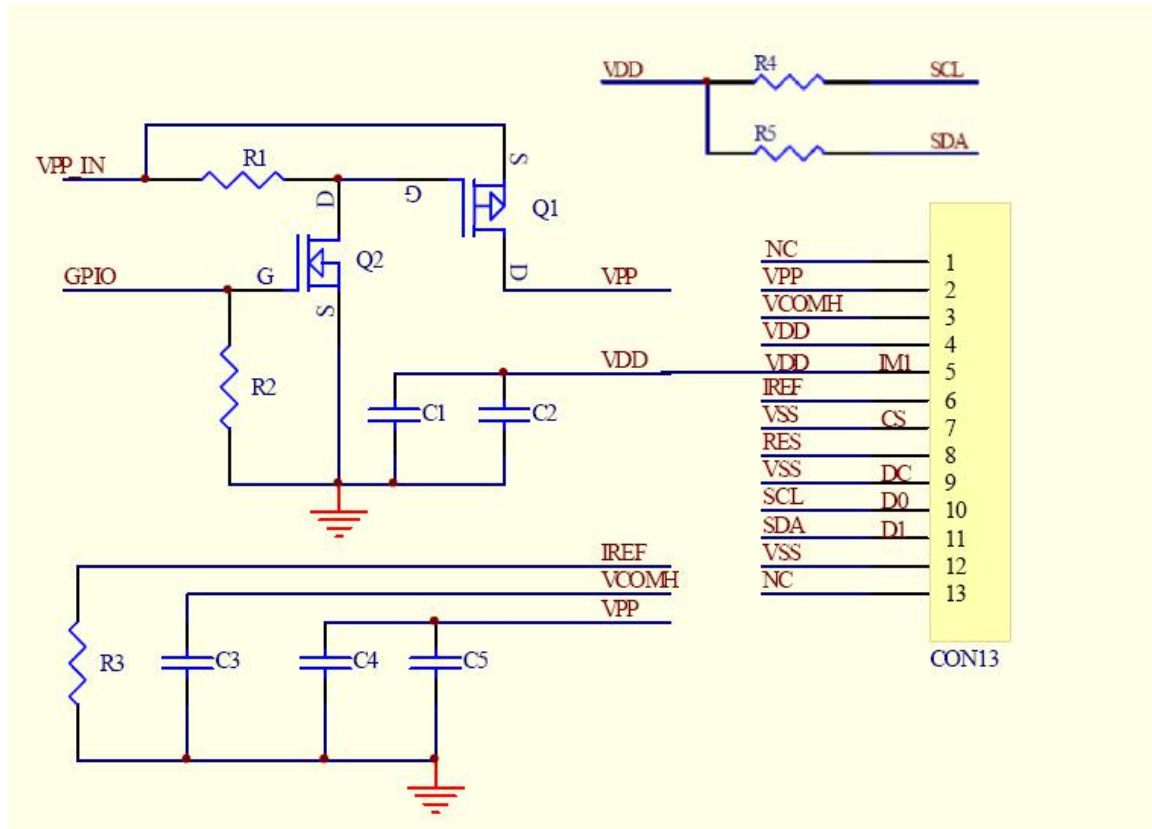 VDD R4 SCL
R5 SDA
VPP_IN R1 S
D G Q1
GPIO G Q2 D VPP
S
R2
VDD
C1 C2
NC 1
VPP 2
VCOMH 3
VDD 4
VDD IM1 5
IREF 6
VSS CS 7
RES 8
VSS DC 9
SCL D0 10
SDA D1 11
VSS 12
NC 13
CON13
IREF
VCOMH
VPP
R3 C3 C4 C5